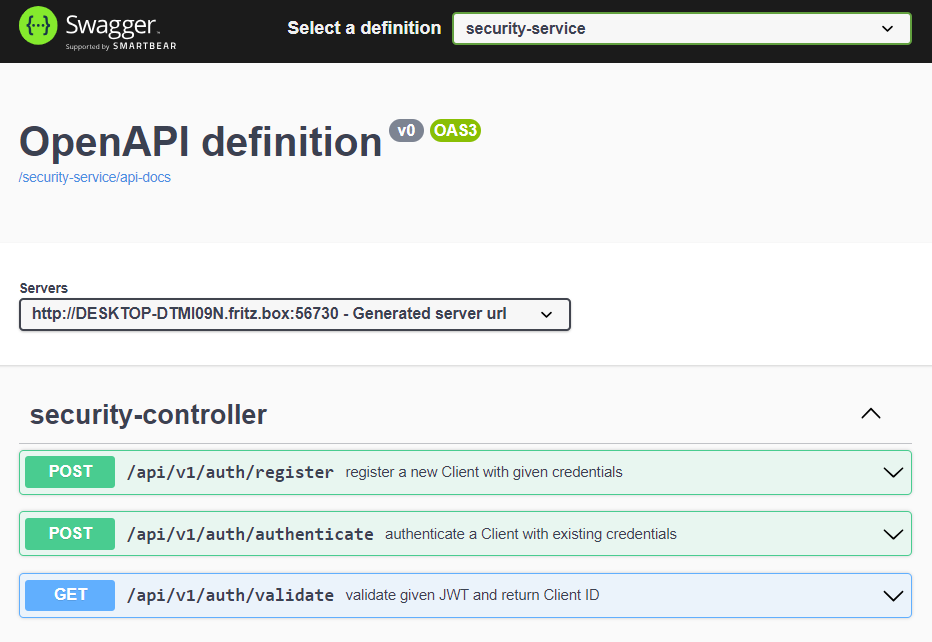 {···} Swagger.
Supported by SMARTBEAR
Select a definition
security-service
OpenAPI definition v0 OAS3
/security-service/api-docs
Servers
http://DESKTOP-DTMI09N.fritz.box:56730 - Generated server url
security-controller
POST /api/v1/auth/register register a new Client with given credentials
POST /api/v1/auth/authenticate authenticate a Client with existing credentials
GET /api/v1/auth/validate validate given JWT and return Client ID